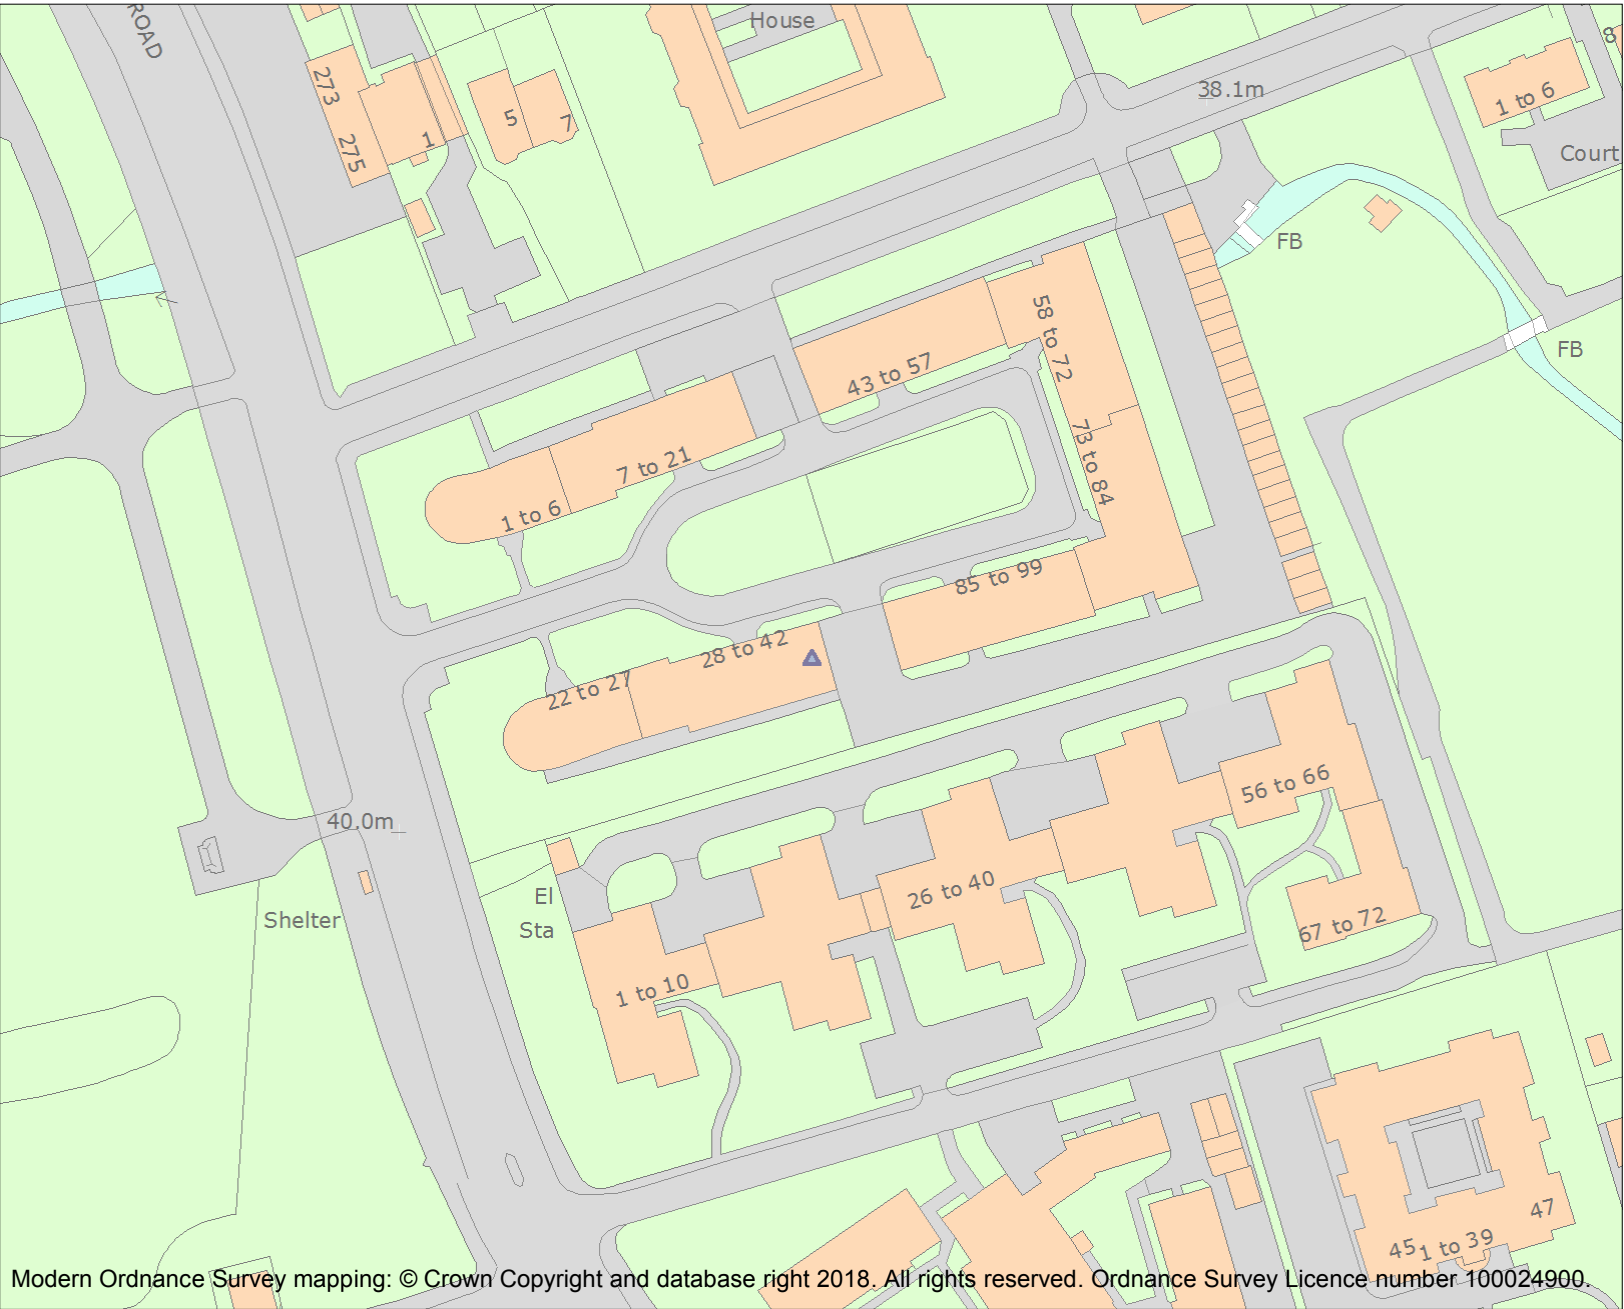 ROAD
House
273
275
1
5
7
38.1m
1 to 6
8
Court
FB
FB
58 to 72
43 to 57
73 to 84
7 to 21
1 to 6
85 to 99
28 to 42
22 to 27
56 to 66
40.0m
El
Sta
Shelter
26 to 40
67 to 72
1 to 10
47
45
1 to 39
Modern Ordnance Survey mapping: © Crown Copyright and database right 2018. All rights reserved. Ordnance Survey Licence number 100024900.